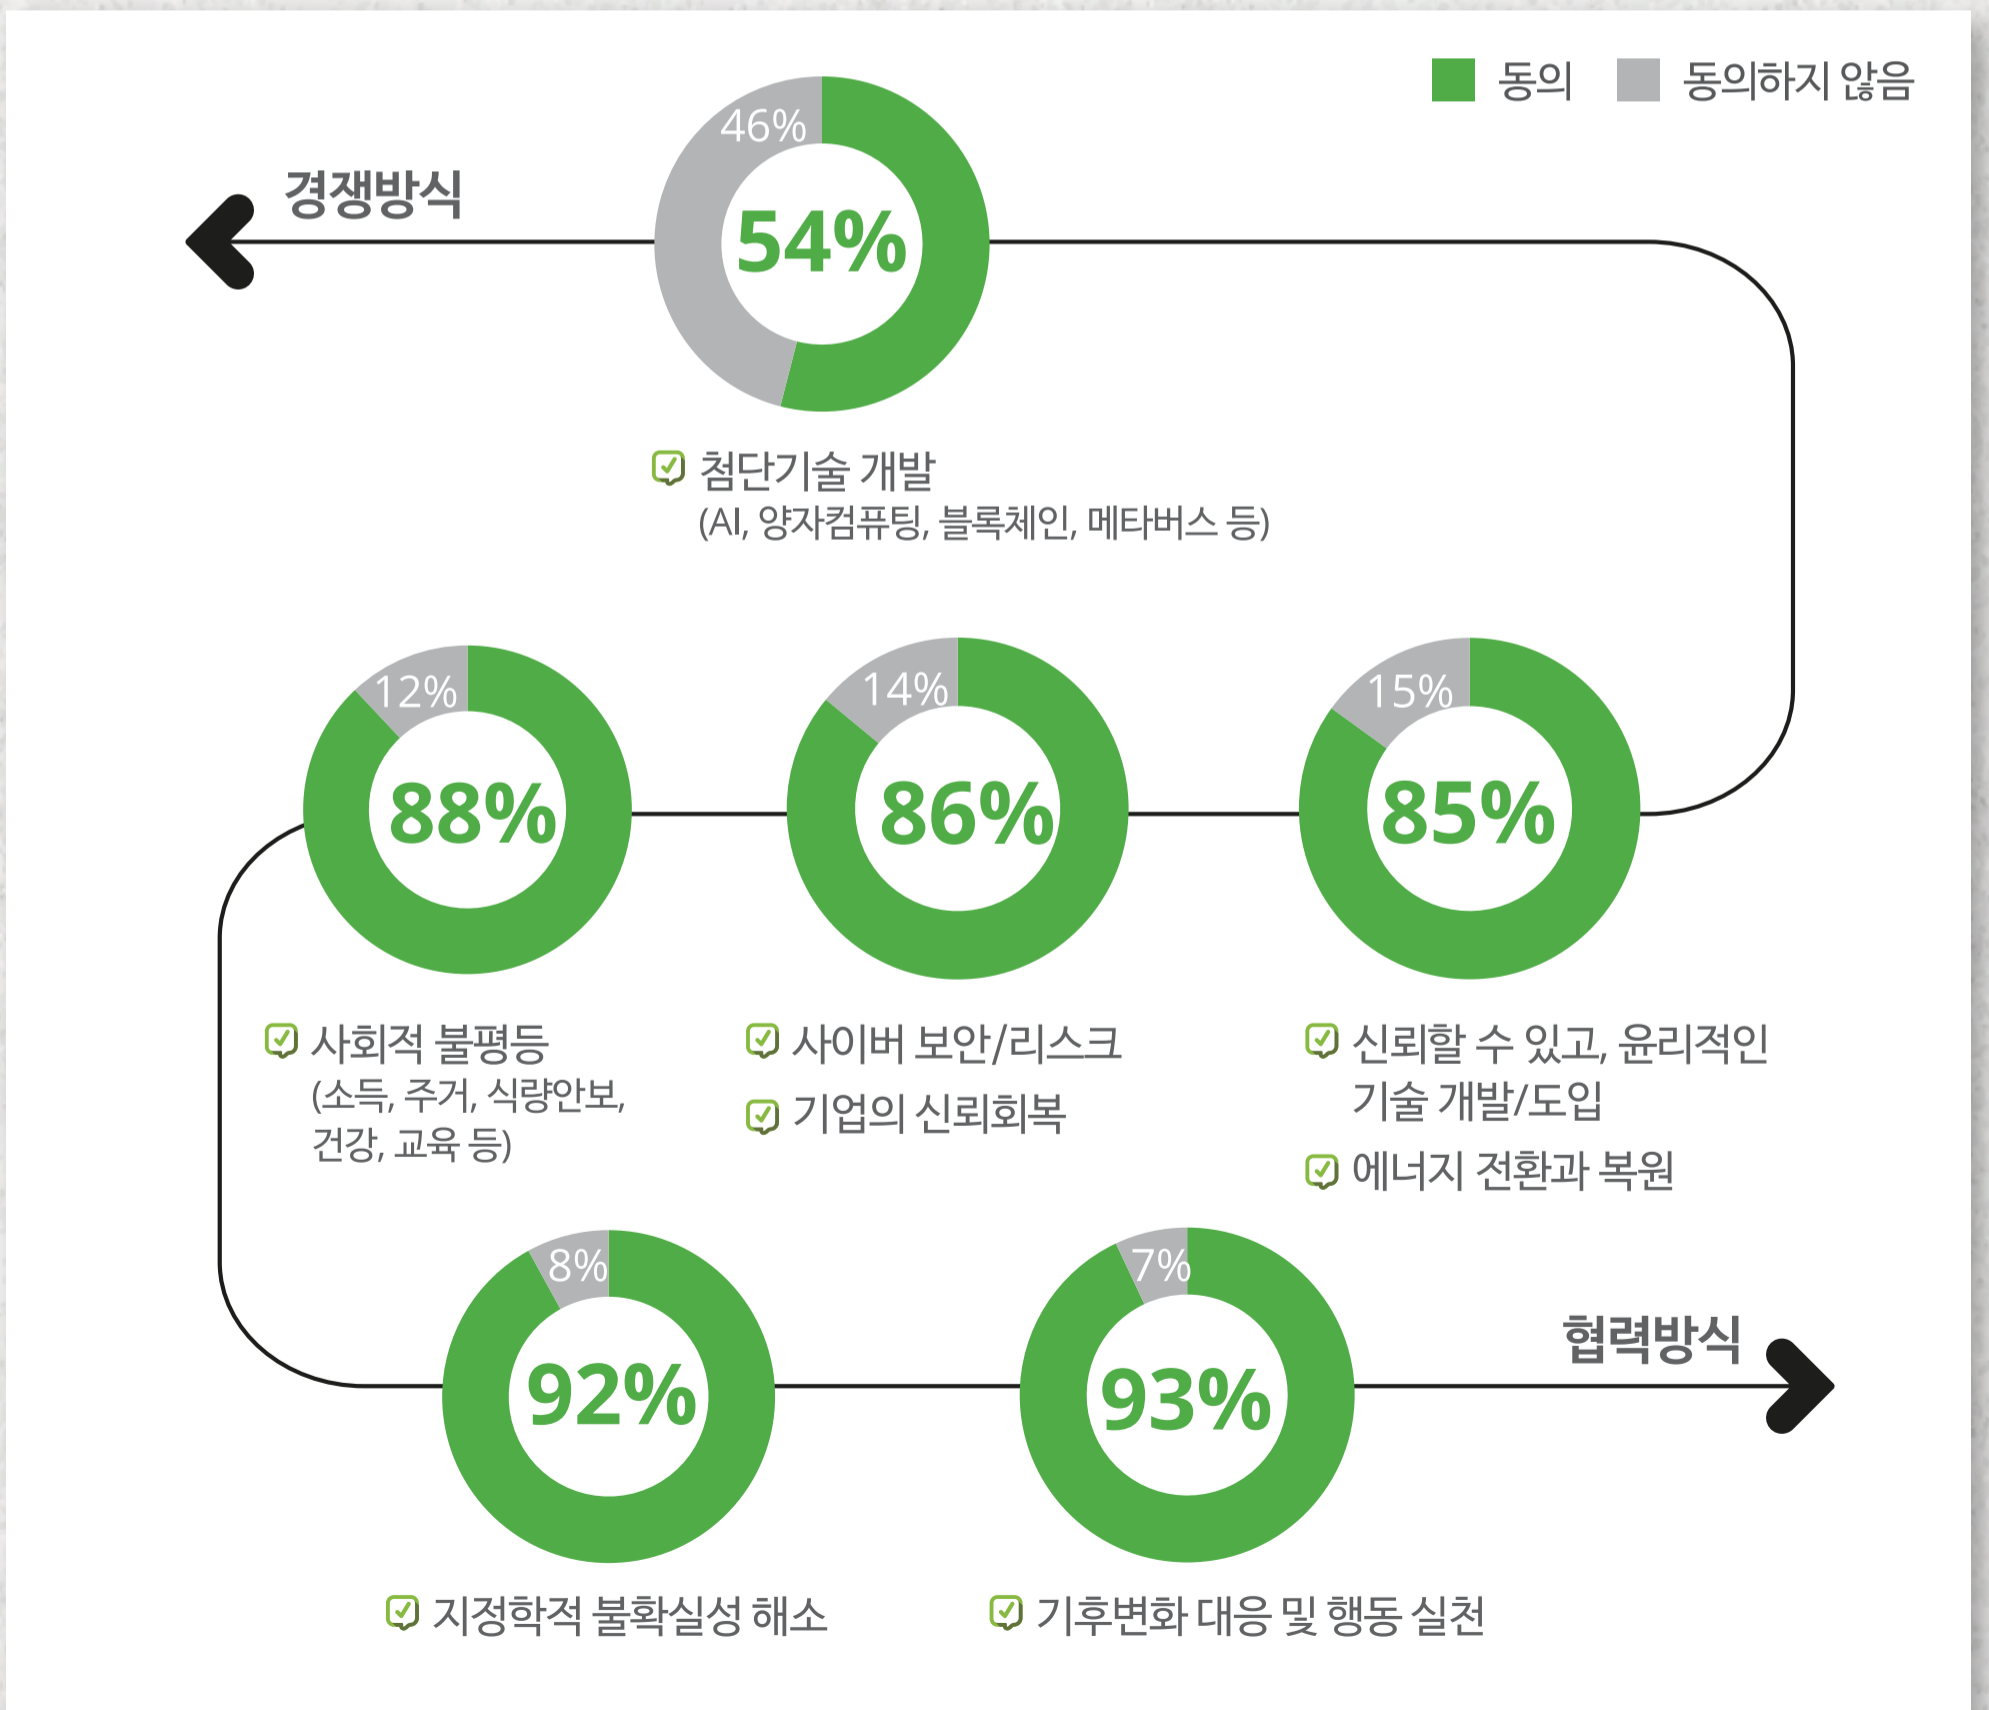 동의
동의하지 않음
46%
54%
경쟁방식
첨단기술 개발
(AI, 양자컴퓨팅, 블록체인, 메타버스 등)
12%
88%
14%
86%
15%
85%
사회적 불평등
(소득, 주거, 식량안보,
건강, 교육 등)
사이버 보안/리스크
기업의 신뢰회복
신뢰할 수 있고, 윤리적인
기술 개발/도입
에너지 전환과 복원
8%
92%
7%
93%
협력방식
지정학적 불확실성 해소
기후변화 대응 및 행동 실천